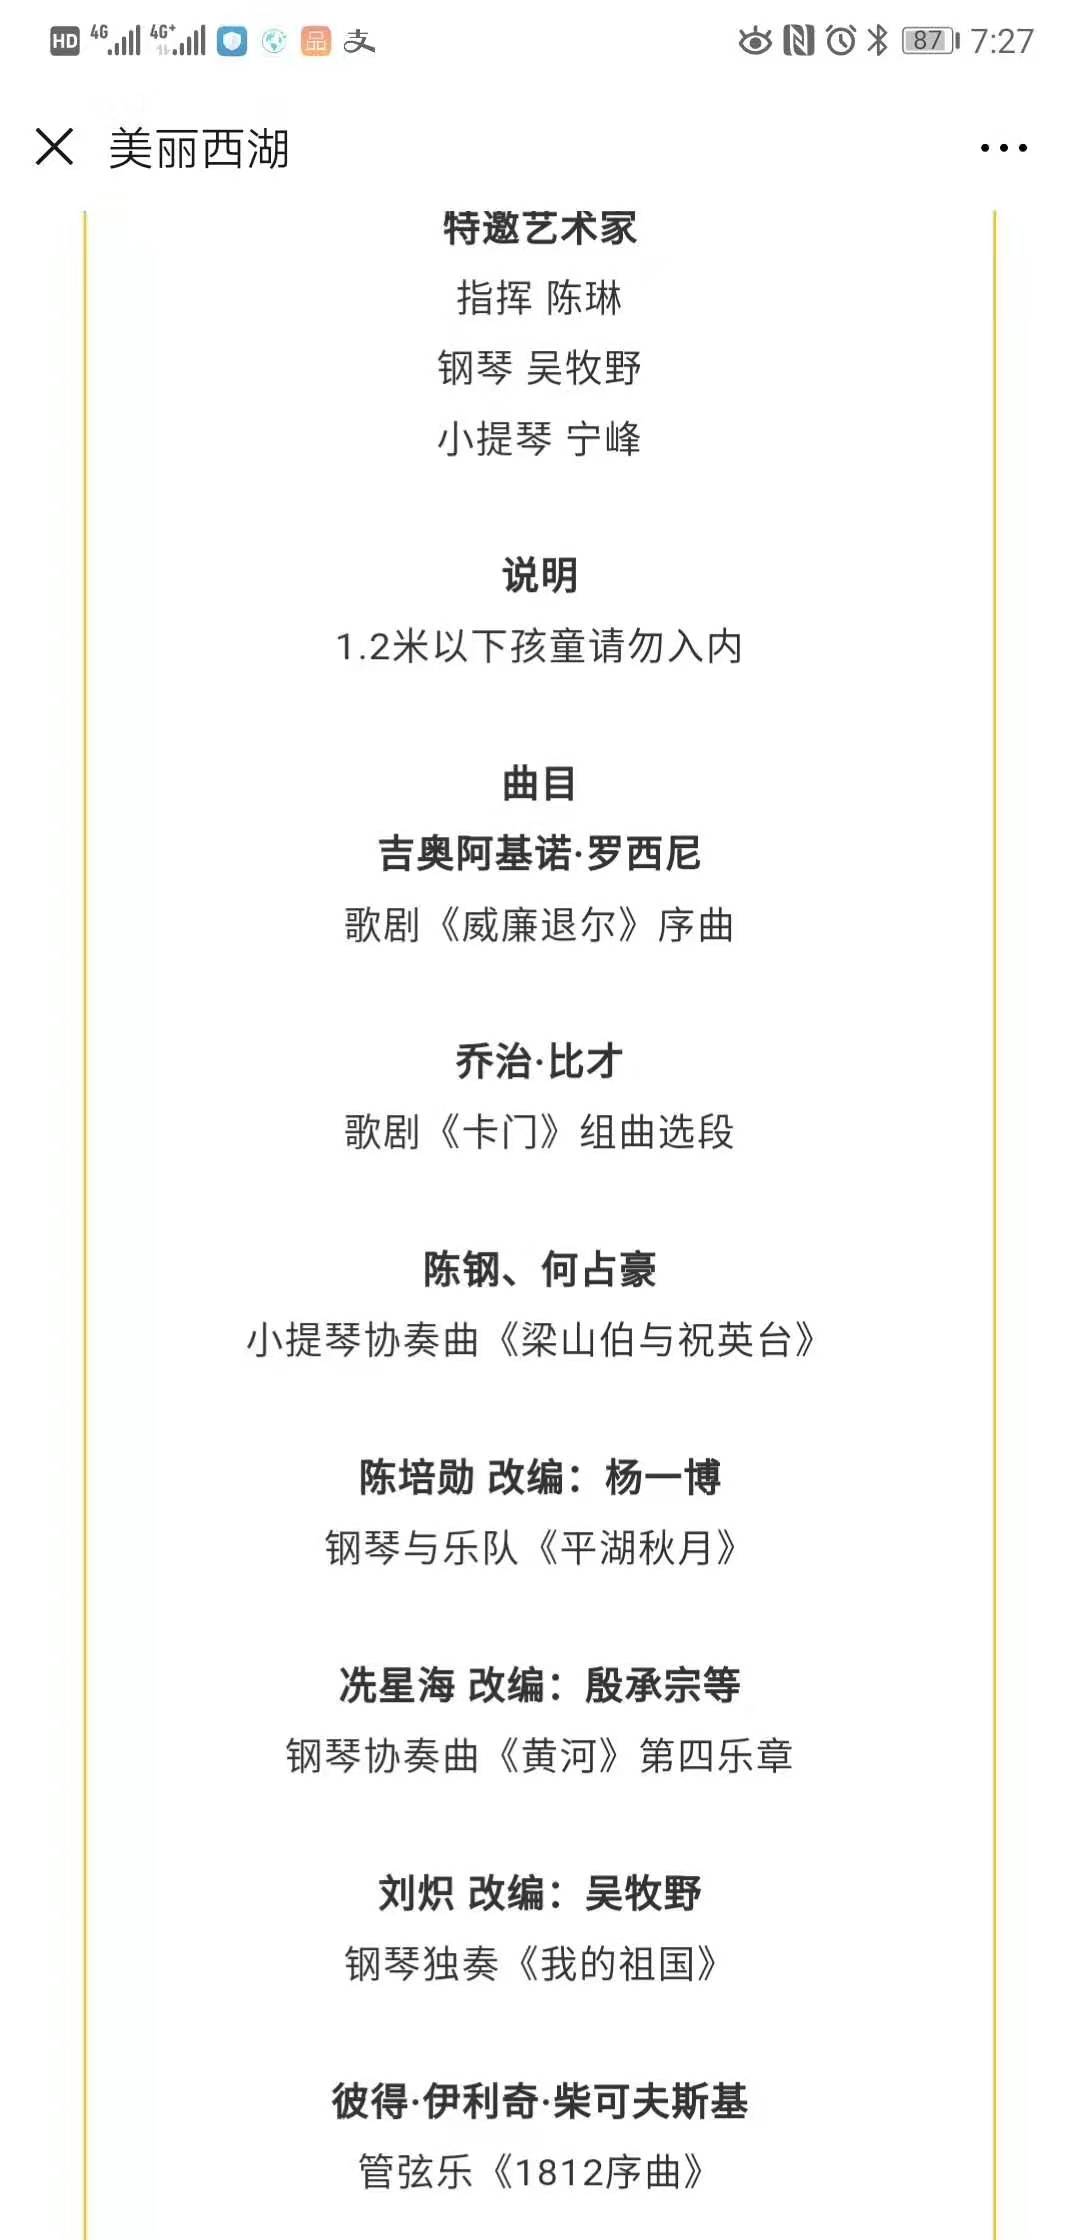 HD 4G 4G+ 品 支 87 7:27
美丽西湖
特邀艺术家
指挥 陈琳
钢琴 吴牧野
小提琴 宁峰
说明
1.2米以下孩童请勿入内
曲目
吉奥阿基诺·罗西尼
歌剧《威廉退尔》序曲
乔治·比才
歌剧《卡门》组曲选段
陈钢、何占豪
小提琴协奏曲《梁山伯与祝英台》
陈培勋 改编：杨一博
钢琴与乐队《平湖秋月》
冼星海 改编：殷承宗等
钢琴协奏曲《黄河》第四乐章
刘炽 改编：吴牧野
钢琴独奏《我的祖国》
彼得·伊利奇·柴可夫斯基
管弦乐《1812序曲》